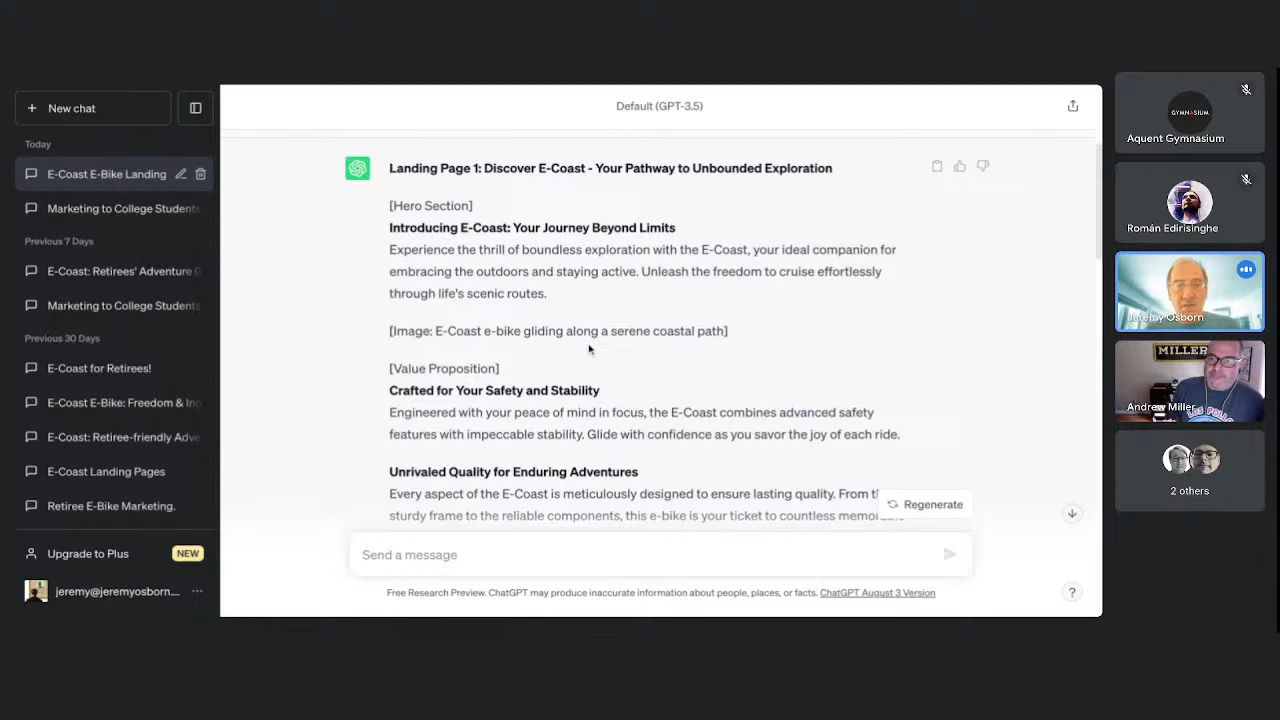 New chat
Today
E-Coast E-Bike Landing
Marketing to College Students
Previous 7 Days
E-Coast: Retirees' Adventure G
Marketing to College Students
Previous 30 Days
E-Coast for Retirees!
E-Coast E-Bike: Freedom & In
E-Coast: Retiree-friendly Adve
E-Coast Landing Pages
Retiree E-Bike Marketing.
Upgrade to Plus
NEW
jeremy@jeremyosborn....
Default (GPT-3.5)
Landing Page 1: Discover E-Coast - Your Pathway to Unbounded Exploration
[Hero Section]
Introducing E-Coast: Your Journey Beyond Limits
Experience the thrill of boundless exploration with the E-Coast, your ideal companion for
embracing the outdoors and staying active. Unleash the freedom to cruise effortlessly
through life's scenic routes.
[Image: E-Coast e-bike gliding along a serene coastal path]
[Value Proposition]
Crafted for Your Safety and Stability
Engineered with your peace of mind in focus, the E-Coast combines advanced safety
features with impeccable stability. Glide with confidence as you savor the joy of each ride.
Unrivaled Quality for Enduring Adventures
Every aspect of the E-Coast is meticulously designed to ensure lasting quality. From
sturdy frame to the reliable components, this e-bike is your ticket to countless
Regenerate
Send a message
Free Research Preview. ChatGPT may produce inaccurate information about people, places, or facts. ChatGPT August 3 Version
?
GYMNASIUM
Aquent Gymnasium
Román Edirisinghe
Jeremy Osborn
MILLER
Andrew Miller
2 others